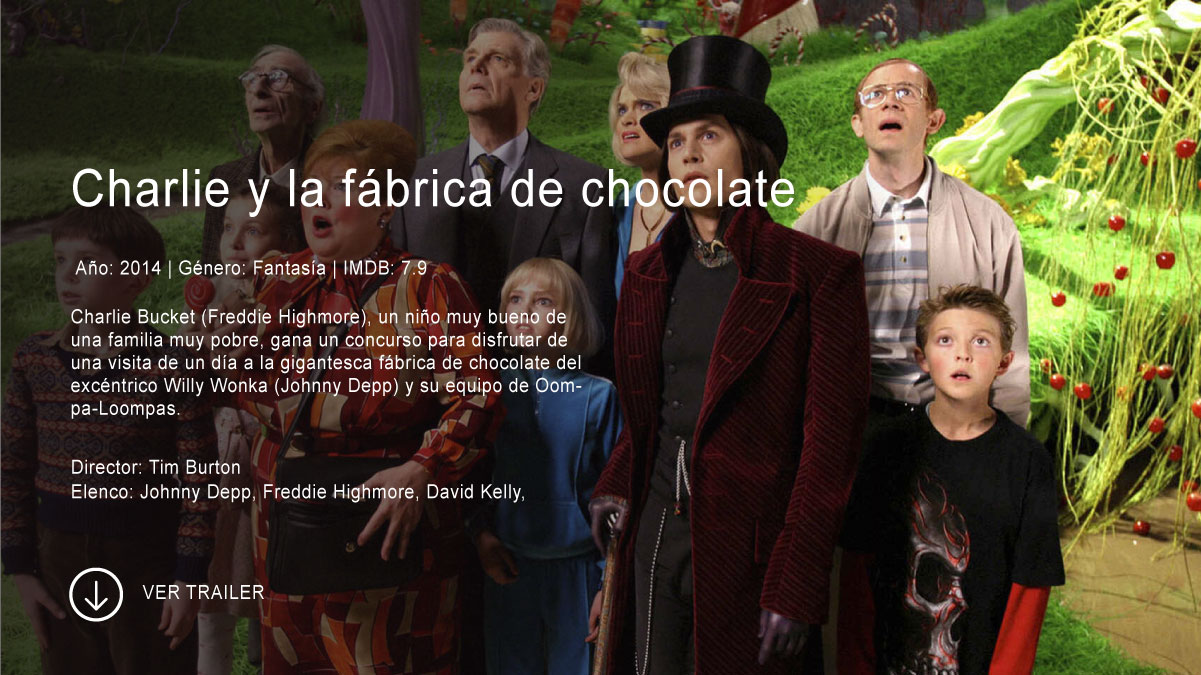 Charlie y la fábrica de chocolate
Año: 2014 | Género: Fantasía | IMDB: 7.9
Charlie Bucket (Freddie Highmore), un niño muy bueno de
una familia muy pobre, gana un concurso para disfrutar de
una visita de un día a la gigantesca fábrica de chocolate del
excéntrico Willy Wonka (Johnny Depp) y su equipo de Oom-
pa-Loompas.
Director: Tim Burton
Elenco: Johnny Depp, Freddie Highmore, David Kelly,
VER TRAILER